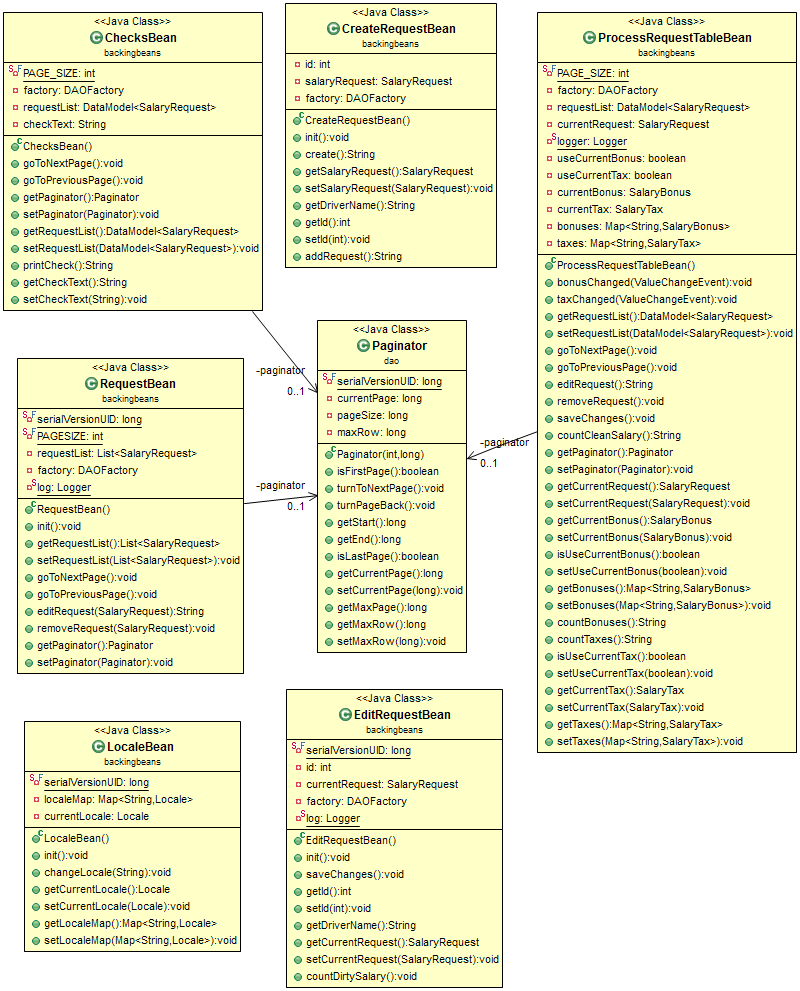 <<Java Class>>
ChecksBean
backingbeans
PAGE_SIZE: int
factory: DAOFactory
requestList: DataModel<SalaryRequest>
checkText: String
ChecksBean()
goToNextPage():void
goToPreviousPage():void
getPaginator():Paginator
setPaginator(Paginator):void
getRequestList():DataModel<SalaryRequest>
setRequestList(DataModel<SalaryRequest>):void
printCheck():String
getCheckText():String
setCheckText(String):void
<<Java Class>>
CreateRequestBean
backingbeans
id: int
salaryRequest: SalaryRequest
factory: DAOFactory
CreateRequestBean()
init():void
create():String
getSalaryRequest():SalaryRequest
setSalaryRequest(SalaryRequest):void
getDriverName():String
getId():int
setId(int):void
addRequest():String
<<Java Class>>
ProcessRequestTableBean
backingbeans
PAGE_SIZE: int
factory: DAOFactory
requestList: DataModel<SalaryRequest>
currentRequest: SalaryRequest
logger: Logger
useCurrentBonus: boolean
useCurrentTax: boolean
currentBonus: SalaryBonus
currentTax: SalaryTax
bonuses: Map<String,SalaryBonus>
taxes: Map<String,SalaryTax>
ProcessRequestTableBean()
bonusChanged(ValueChangeEvent):void
taxChanged(ValueChangeEvent):void
getRequestList():DataModel<SalaryRequest>
setRequestList(DataModel<SalaryRequest>):void
goToNextPage():void
goToPreviousPage():void
editRequest():String
removeRequest():void
saveChanges():void
countCleanSalary():String
getPaginator():Paginator
setPaginator(Paginator):void
getCurrentRequest():SalaryRequest
setCurrentRequest(SalaryRequest):void
getCurrentBonus():SalaryBonus
setCurrentBonus(SalaryBonus):void
isUseCurrentBonus():boolean
setUseCurrentBonus(boolean):void
getBonuses():Map<String,SalaryBonus>
setBonuses(Map<String,SalaryBonus>):void
countBonuses():String
countTaxes():String
isUseCurrentTax():boolean
setUseCurrentTax(boolean):void
getCurrentTax():SalaryTax
setCurrentTax(SalaryTax):void
getTaxes():Map<String,SalaryTax>
setTaxes(Map<String,SalaryTax>):void
-paginator
0..1
<<Java Class>>
Paginator
dao
serialVersionUID: long
currentPage: long
pageSize: long
maxRow: long
Paginator(int,long)
isFirstPage():boolean
turnToNextPage():void
turnPageBack():void
getStart():long
getEnd():long
isLastPage():boolean
getCurrentPage():long
setCurrentPage(long):void
getMaxPage():long
getMaxRow():long
setMaxRow(long):void
-paginator
0..1
<<Java Class>>
RequestBean
backingbeans
serialVersionUID: long
PAGESIZE: int
requestList: List<SalaryRequest>
factory: DAOFactory
log: Logger
RequestBean()
init():void
getRequestList():List<SalaryRequest>
setRequestList(List<SalaryRequest>):void
goToNextPage():void
goToPreviousPage():void
editRequest(SalaryRequest):String
removeRequest(SalaryRequest):void
getPaginator():Paginator
setPaginator(Paginator):void
-paginator
0..1
<<Java Class>>
LocaleBean
backingbeans
serialVersionUID: long
localeMap: Map<String,Locale>
currentLocale: Locale
LocaleBean()
init():void
changeLocale(String):void
getCurrentLocale():Locale
setCurrentLocale(Locale):void
getLocaleMap():Map<String,Locale>
setLocaleMap(Map<String,Locale>):void
<<Java Class>>
EditRequestBean
backingbeans
serialVersionUID: long
id: int
currentRequest: SalaryRequest
factory: DAOFactory
log: Logger
EditRequestBean()
init():void
saveChanges():void
getId():int
setId(int):void
getDriverName():String
getCurrentRequest():SalaryRequest
setCurrentRequest(SalaryRequest):void
countDirtySalary():void